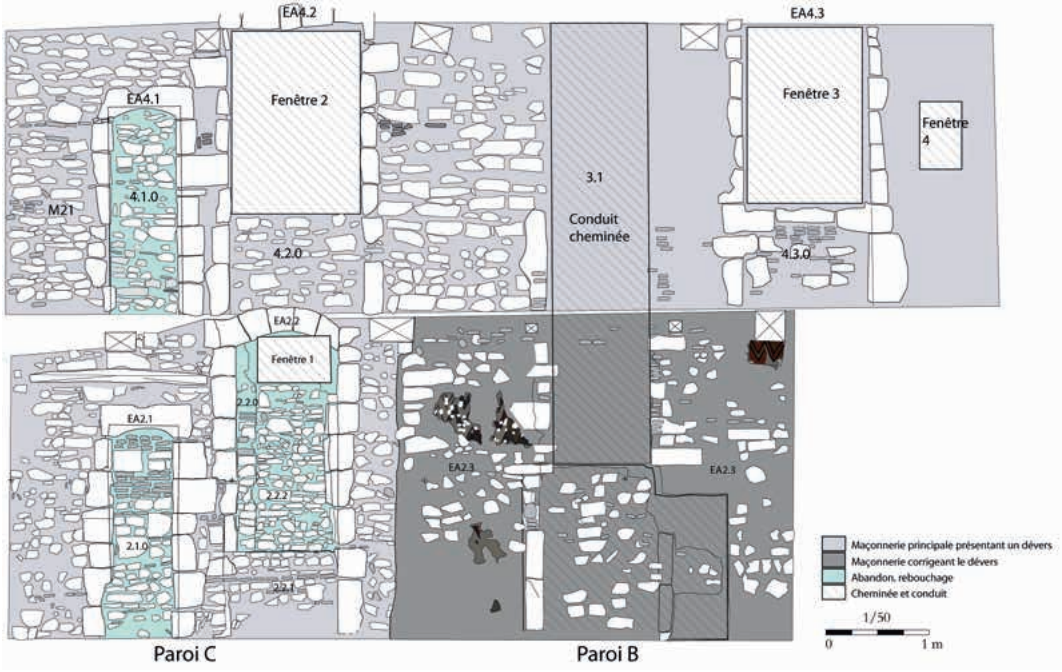 EA4.2
EA4.3
EA4.1
Fenêtre 2
Fenêtre 3
Fenêtre
4
3.1
Conduit
cheminée
M21
4.1.0
4.2.0
4.3.0
EA2.2
Fenêtre 1
2.2.0
EA2.1
EA2.3
EA2.3
2.2.2
2.1.0
2.2.1
Maçonnerie principale présentant un dévers
Maçonnerie corrigeant le dévers
Abandon, rebouchage
Cheminée et conduit
1/50
0 1 m
Paroi C
Paroi B